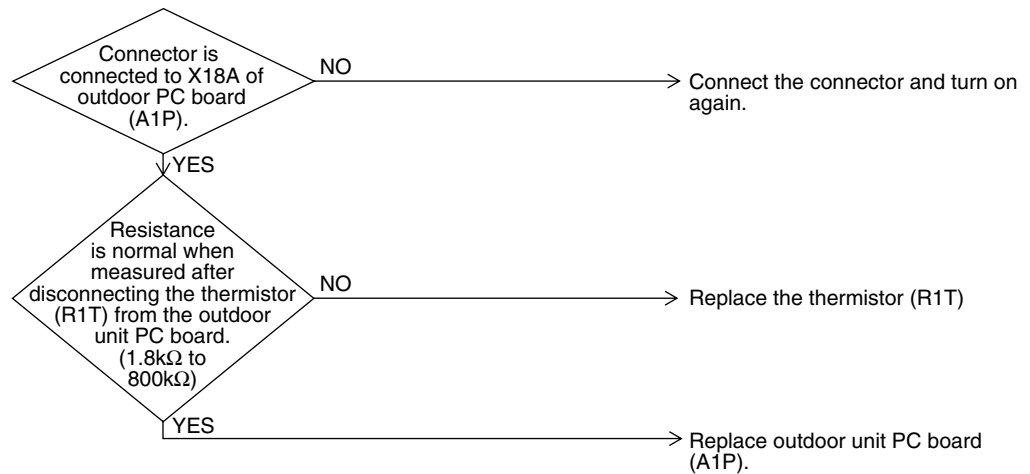 Connector is
connected to X18A of
outdoor PC board
(A1P).
NO
Connect the connector and turn on
again.
YES
Resistance
is normal when
measured after
disconnecting the thermistor
(R1T) from the outdoor
unit PC board.
(1.8kΩ to
800kΩ)
NO
Replace the thermistor (R1T)
YES
Replace outdoor unit PC board
(A1P).